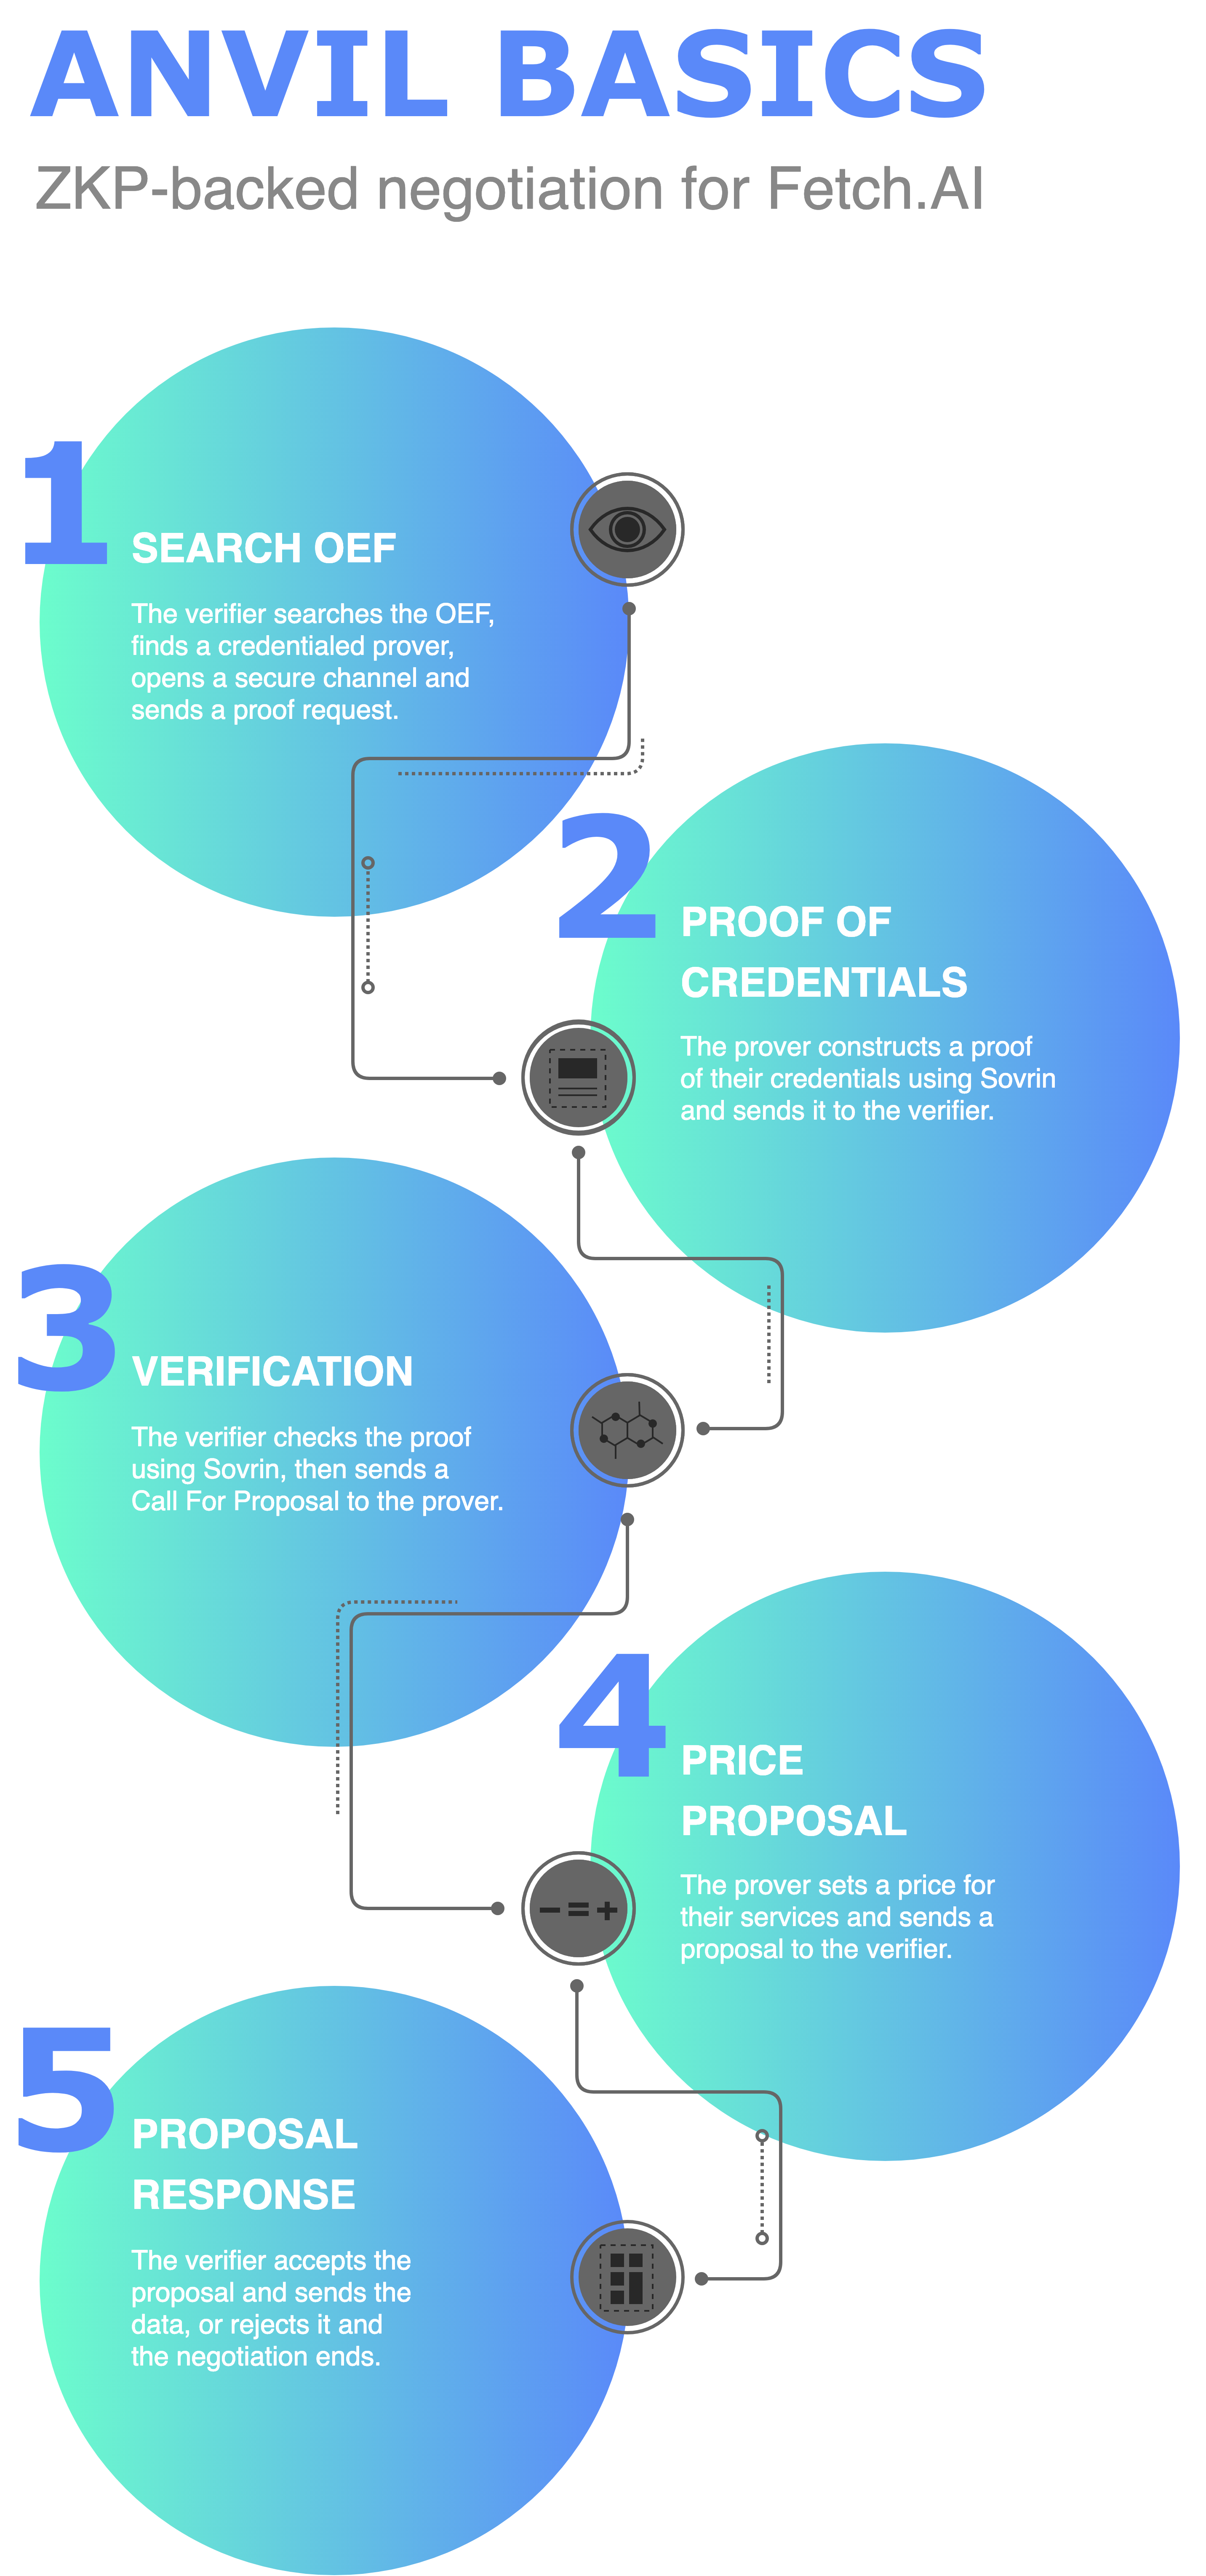 ANVIL BASICS
ZKP-backed negotiation for Fetch.AI
1
SEARCH OEF
The verifier searches the OEF,
finds a credentialed prover,
opens a secure channel and
sends a proof request.
2
PROOF OF
CREDENTIALS
The prover constructs a proof
of their credentials using Sovrin
and sends it to the verifier.
3
VERIFICATION
The verifier checks the proof
using Sovrin, then sends a
Call For Proposal to the prover.
4
PRICE
PROPOSAL
The prover sets a price for
their services and sends a
proposal to the verifier.
5
PROPOSAL
RESPONSE
The verifier accepts the
proposal and sends the
data, or rejects it and
the negotiation ends.